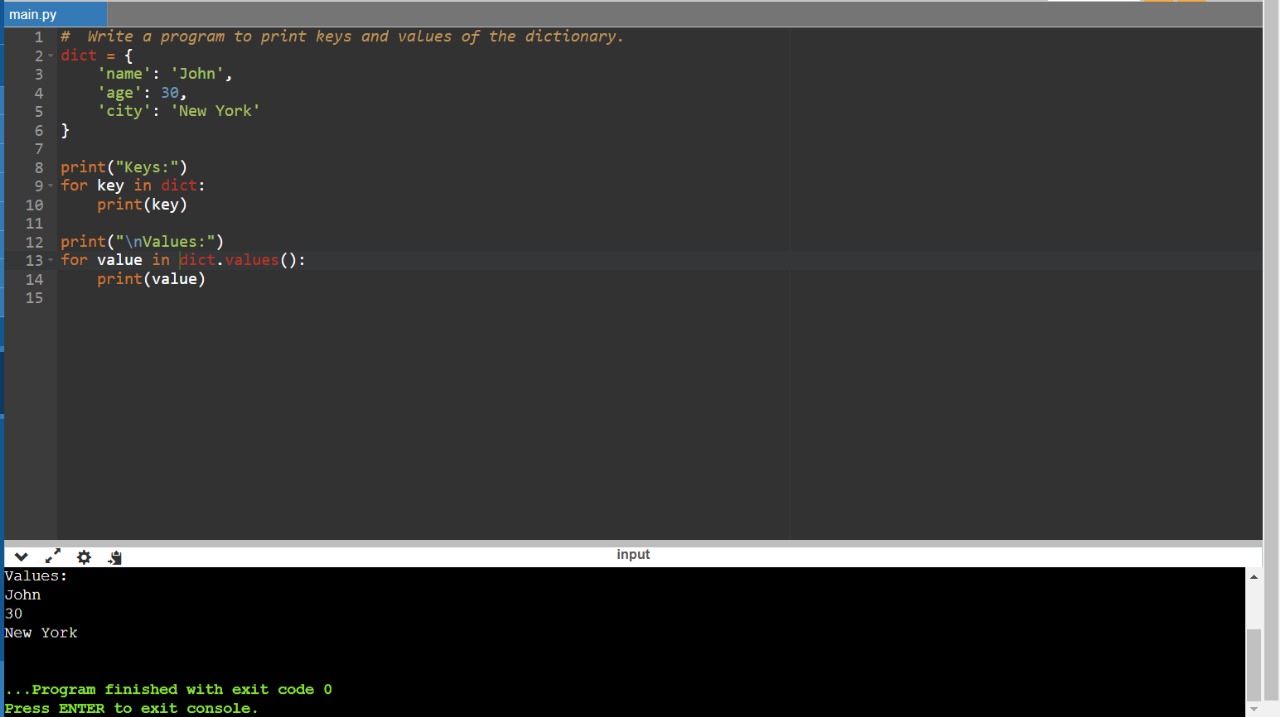 main.py
1 #  Write a program to print keys and values of the dictionary.
2 dict = {
3     'name': 'John',
4     'age': 30,
5     'city': 'New York'
6 }
7
8 print("Keys:")
9 for key in dict:
10     print(key)
11
12 print("\nValues:")
13 for value in dict.values():
14     print(value)
15
input
Values:
John
30
New York
...Program finished with exit code 0
Press ENTER to exit console.